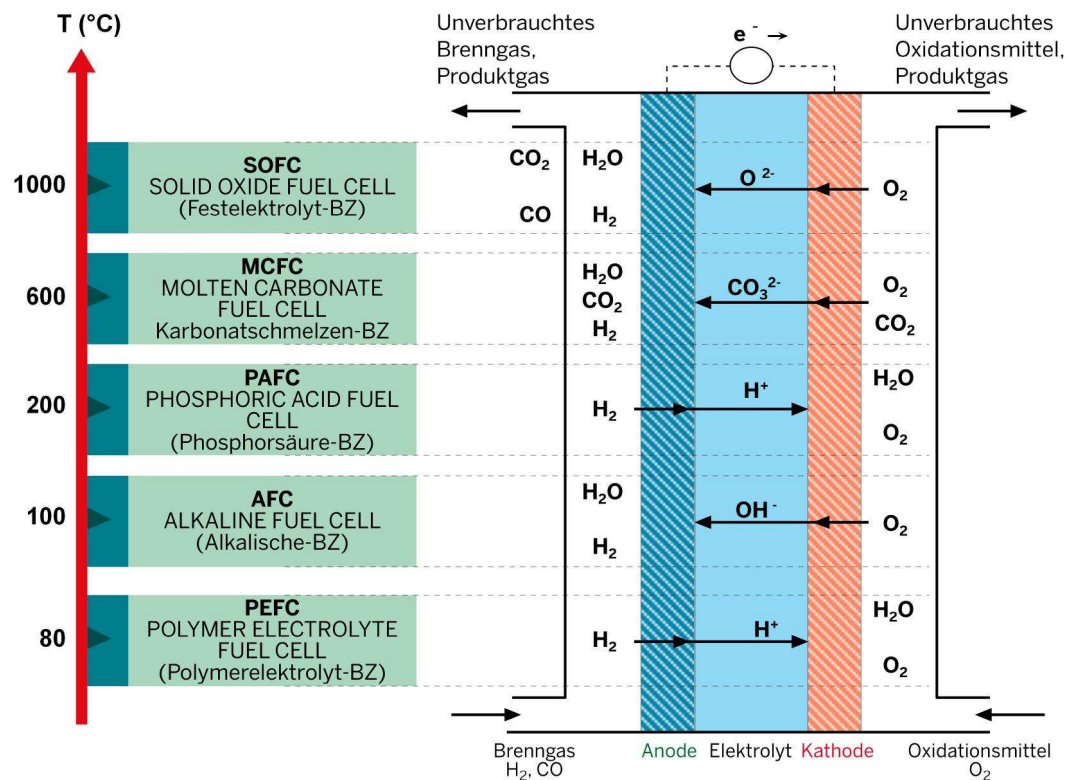 T (°C)
Unverbrauchtes
Brenngas,
Produktgas
e⁻ →
Unverbrauchtes
Oxidationsmittel,
Produktgas
1000
SOFC
SOLID OXIDE FUEL CELL
(Festelektrolyt-BZ)
CO₂
H₂O
CO
H₂
O²⁻
O₂
600
MCFC
MOLTEN CARBONATE
FUEL CELL
Karbonatschmelzen-BZ
H₂O
CO₂
H₂
CO₃²⁻
O₂
CO₂
200
PAFC
PHOSPHORIC ACID FUEL
CELL
(Phosphorsäure-BZ)
H₂
H⁺
H₂O
O₂
100
AFC
ALKALINE FUEL CELL
(Alkalische-BZ)
H₂O
H₂
OH⁻
O₂
80
PEFC
POLYMER ELECTROLYTE
FUEL CELL
(Polymerelektrolyt-BZ)
H₂
H⁺
H₂O
O₂
Brenngas
H₂, CO
Anode
Elektrolyt
Kathode
Oxidationsmittel
O₂